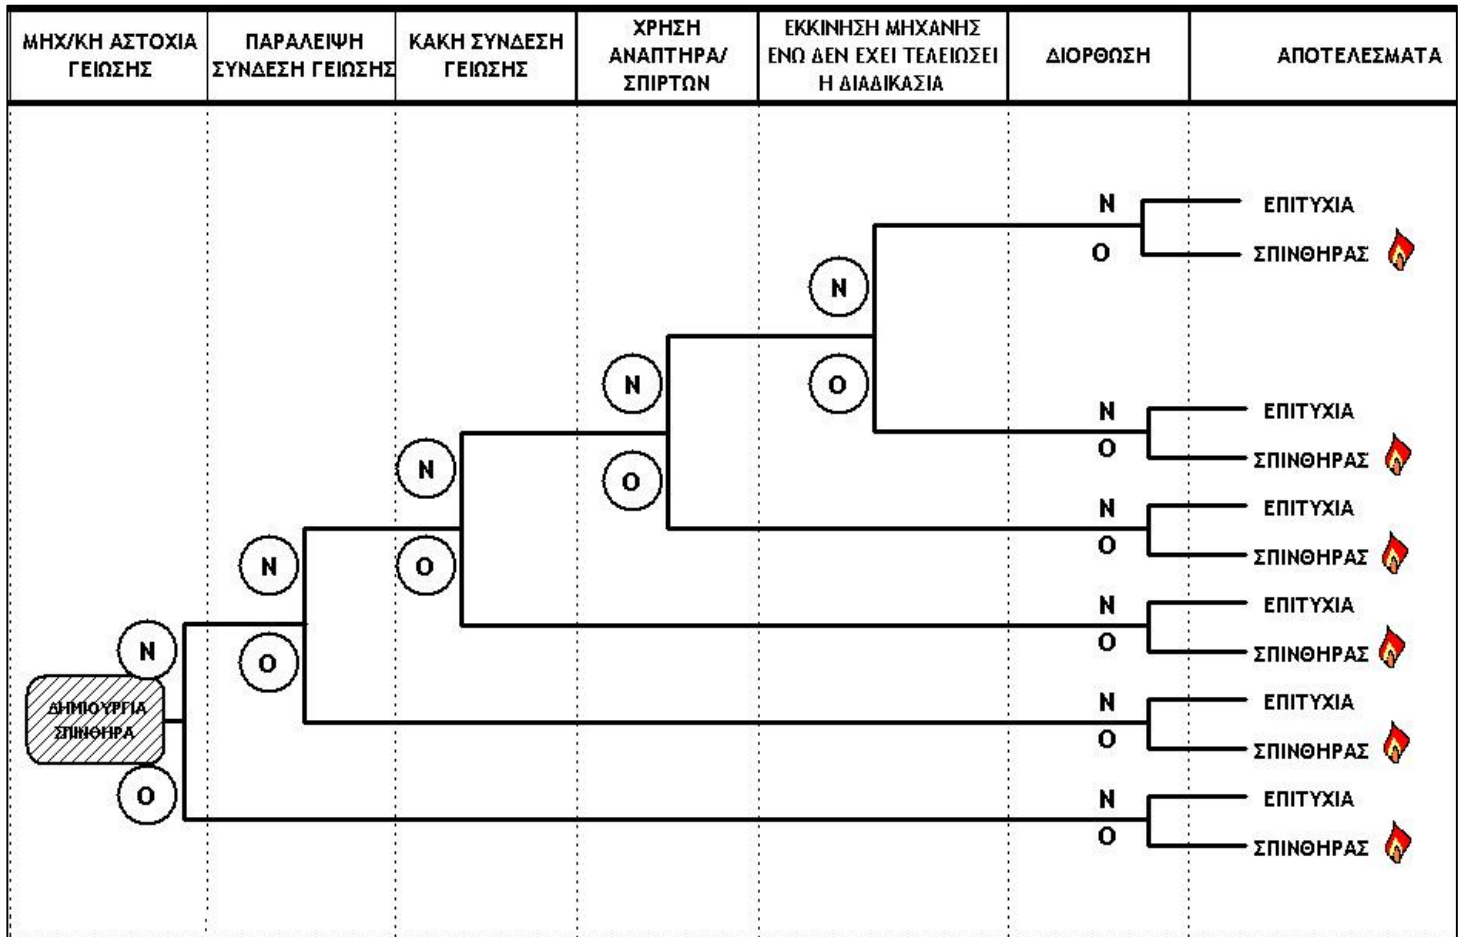 ΜΗΧ/ΚΗ ΑΣΤΟΧΙΑ
ΓΕΙΩΣΗΣ
ΠΑΡΑΛΕΙΨΗ
ΣΥΝΔΕΣΗ ΓΕΙΩΣΗΣ
ΚΑΚΗ ΣΥΝΔΕΣΗ
ΓΕΙΩΣΗΣ
ΧΡΗΣΗ
ΑΝΑΠΤΗΡΑ/
ΣΠΙΡΤΩΝ
ΕΚΚΙΝΗΣΗ ΜΗΧΑΝΗΣ
ΕΝΩ ΔΕΝ ΕΧΕΙ ΤΕΛΕΙΩΣΕΙ
Η ΔΙΑΔΙΚΑΣΙΑ
ΔΙΟΡΘΩΣΗ
ΑΠΟΤΕΛΕΣΜΑΤΑ
Ν
ΕΠΙΤΥΧΙΑ
Ο
ΣΠΙΝΘΗΡΑΣ
Ν
Ν
Ο
Ν
ΕΠΙΤΥΧΙΑ
Ο
ΣΠΙΝΘΗΡΑΣ
Ν
Ο
Ν
ΕΠΙΤΥΧΙΑ
Ο
ΣΠΙΝΘΗΡΑΣ
Ν
Ο
Ν
ΕΠΙΤΥΧΙΑ
Ο
ΣΠΙΝΘΗΡΑΣ
Ν
Ο
ΔΗΜΙΟΥΡΓΙΑ
ΣΠΙΝΘΗΡΑ
Ν
ΕΠΙΤΥΧΙΑ
Ο
ΣΠΙΝΘΗΡΑΣ
Ο
Ν
ΕΠΙΤΥΧΙΑ
Ο
ΣΠΙΝΘΗΡΑΣ